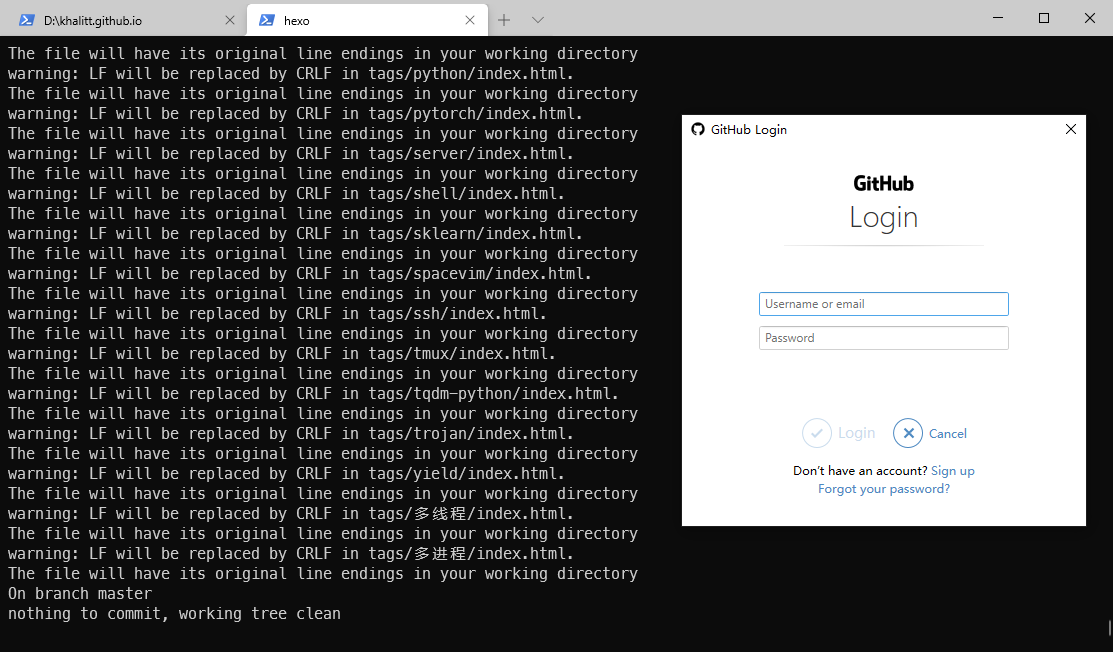 D:\khalitt.github.io
hexo
The file will have its original line endings in your working directory
warning: LF will be replaced by CRLF in tags/python/index.html.
The file will have its original line endings in your working directory
warning: LF will be replaced by CRLF in tags/pytorch/index.html.
The file will have its original line endings in your working directory
warning: LF will be replaced by CRLF in tags/server/index.html.
The file will have its original line endings in your working directory
warning: LF will be replaced by CRLF in tags/shell/index.html.
The file will have its original line endings in your working directory
warning: LF will be replaced by CRLF in tags/sklearn/index.html.
The file will have its original line endings in your working directory
warning: LF will be replaced by CRLF in tags/spacevim/index.html.
The file will have its original line endings in your working directory
warning: LF will be replaced by CRLF in tags/ssh/index.html.
The file will have its original line endings in your working directory
warning: LF will be replaced by CRLF in tags/tmux/index.html.
The file will have its original line endings in your working directory
warning: LF will be replaced by CRLF in tags/tqdm-python/index.html.
The file will have its original line endings in your working directory
warning: LF will be replaced by CRLF in tags/trojan/index.html.
The file will have its original line endings in your working directory
warning: LF will be replaced by CRLF in tags/yield/index.html.
The file will have its original line endings in your working directory
warning: LF will be replaced by CRLF in tags/多线程/index.html.
The file will have its original line endings in your working directory
warning: LF will be replaced by CRLF in tags/多进程/index.html.
The file will have its original line endings in your working directory
On branch master
nothing to commit, working tree clean
GitHub Login
GitHub
Login
Username or email
Password
Login
Cancel
Don't have an account? Sign up
Forgot your password?